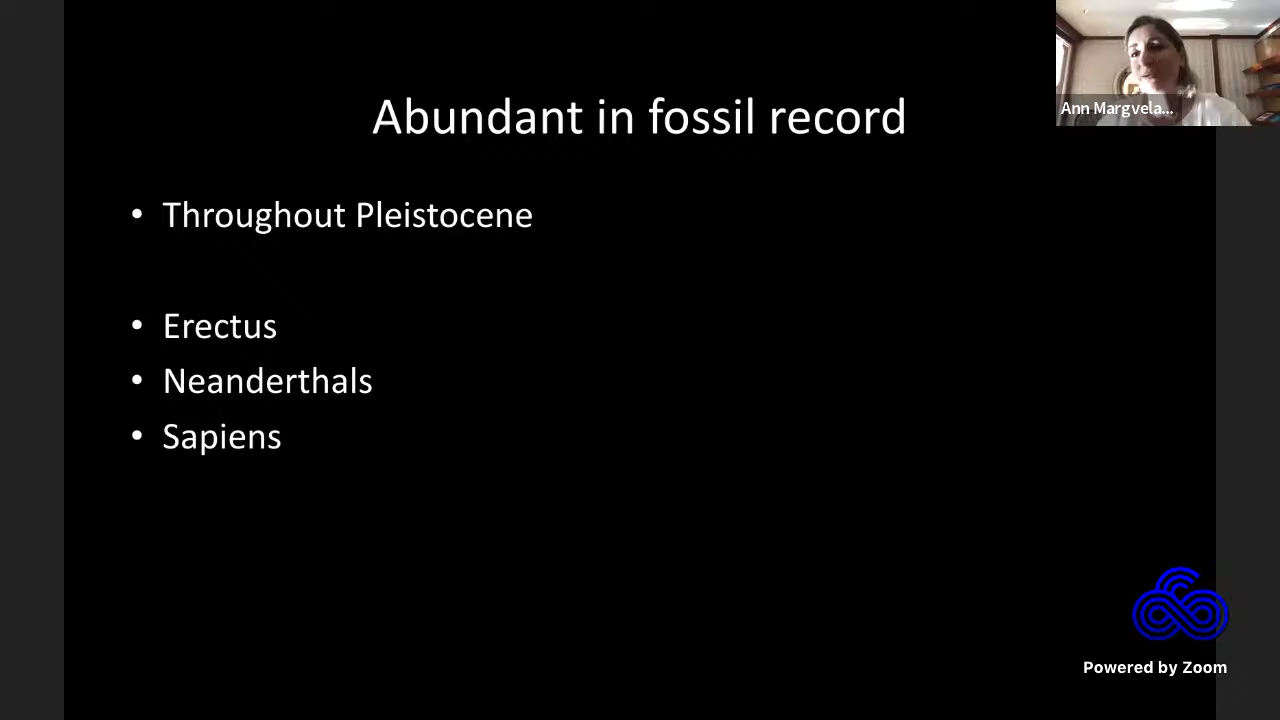 Abundant in fossil record
Ann Margvela...
• Throughout Pleistocene
• Erectus
• Neanderthals
• Sapiens
Powered by Zoom